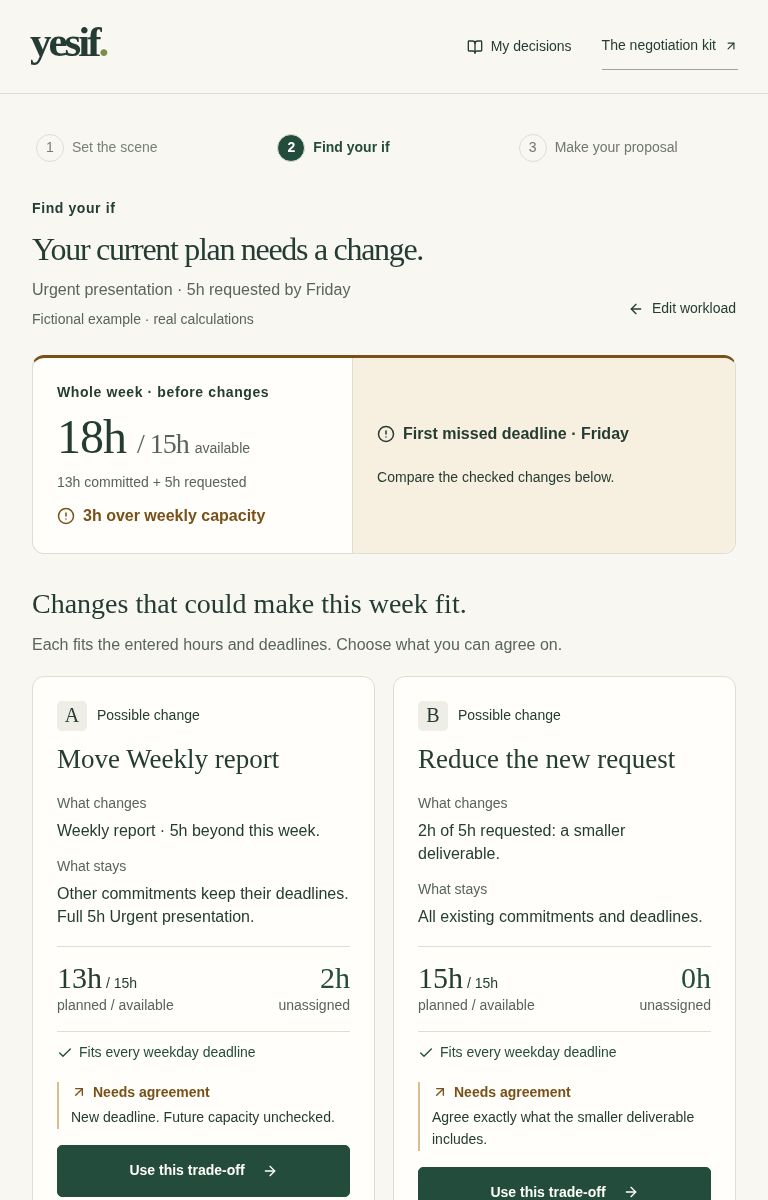 yesif.
My decisions
The negotiation kit
1 Set the scene
2 Find your if
3 Make your proposal
Find your if
Your current plan needs a change.
Urgent presentation · 5h requested by Friday
Fictional example · real calculations
Edit workload
Whole week · before changes
18h / 15h available
13h committed + 5h requested
3h over weekly capacity
First missed deadline · Friday
Compare the checked changes below.
Changes that could make this week fit.
Each fits the entered hours and deadlines. Choose what you can agree on.
A Possible change
Move Weekly report
What changes
Weekly report · 5h beyond this week.
What stays
Other commitments keep their deadlines.
Full 5h Urgent presentation.
13h / 15h
planned / available
2h
unassigned
Fits every weekday deadline
Needs agreement
New deadline. Future capacity unchecked.
Use this trade-off
B Possible change
Reduce the new request
What changes
2h of 5h requested: a smaller
deliverable.
What stays
All existing commitments and deadlines.
15h / 15h
planned / available
0h
unassigned
Fits every weekday deadline
Needs agreement
Agree exactly what the smaller deliverable
includes.
Use this trade-off